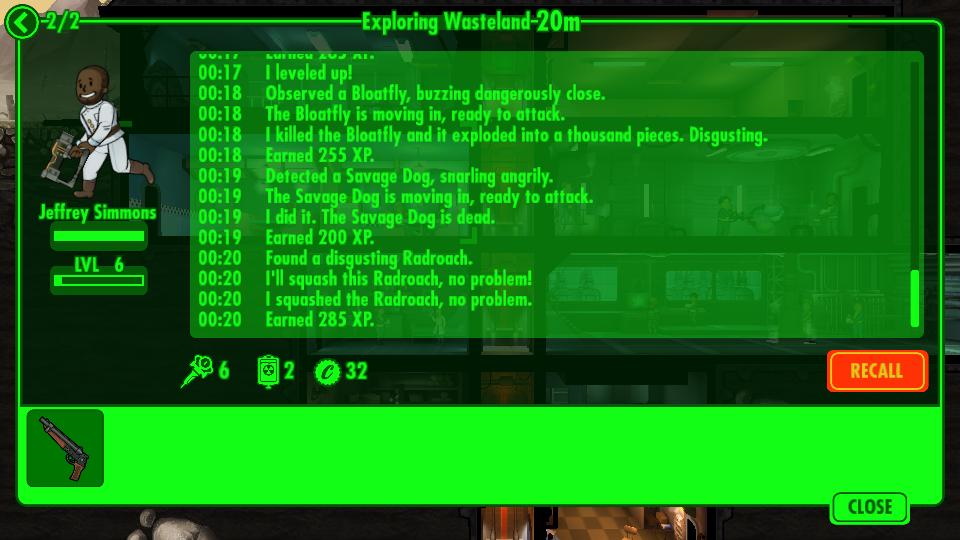 2/2
Exploring Wasteland 20m
00:17 Earned 285 XP.
00:17 I leveled up!
00:18 Observed a Bloatfly, buzzing dangerously close.
00:18 The Bloatfly is moving in, ready to attack.
00:18 I killed the Bloatfly and it exploded into a thousand pieces. Disgusting.
00:18 Earned 255 XP.
00:19 Detected a Savage Dog, snarling angrily.
00:19 The Savage Dog is moving in, ready to attack.
00:19 I did it. The Savage Dog is dead.
00:19 Earned 200 XP.
00:20 Found a disgusting Radroach.
00:20 I'll squash this Radroach, no problem!
00:20 I squashed the Radroach, no problem.
00:20 Earned 285 XP.
Jeffrey Simmons
LVL 6
6 2 32
RECALL
CLOSE